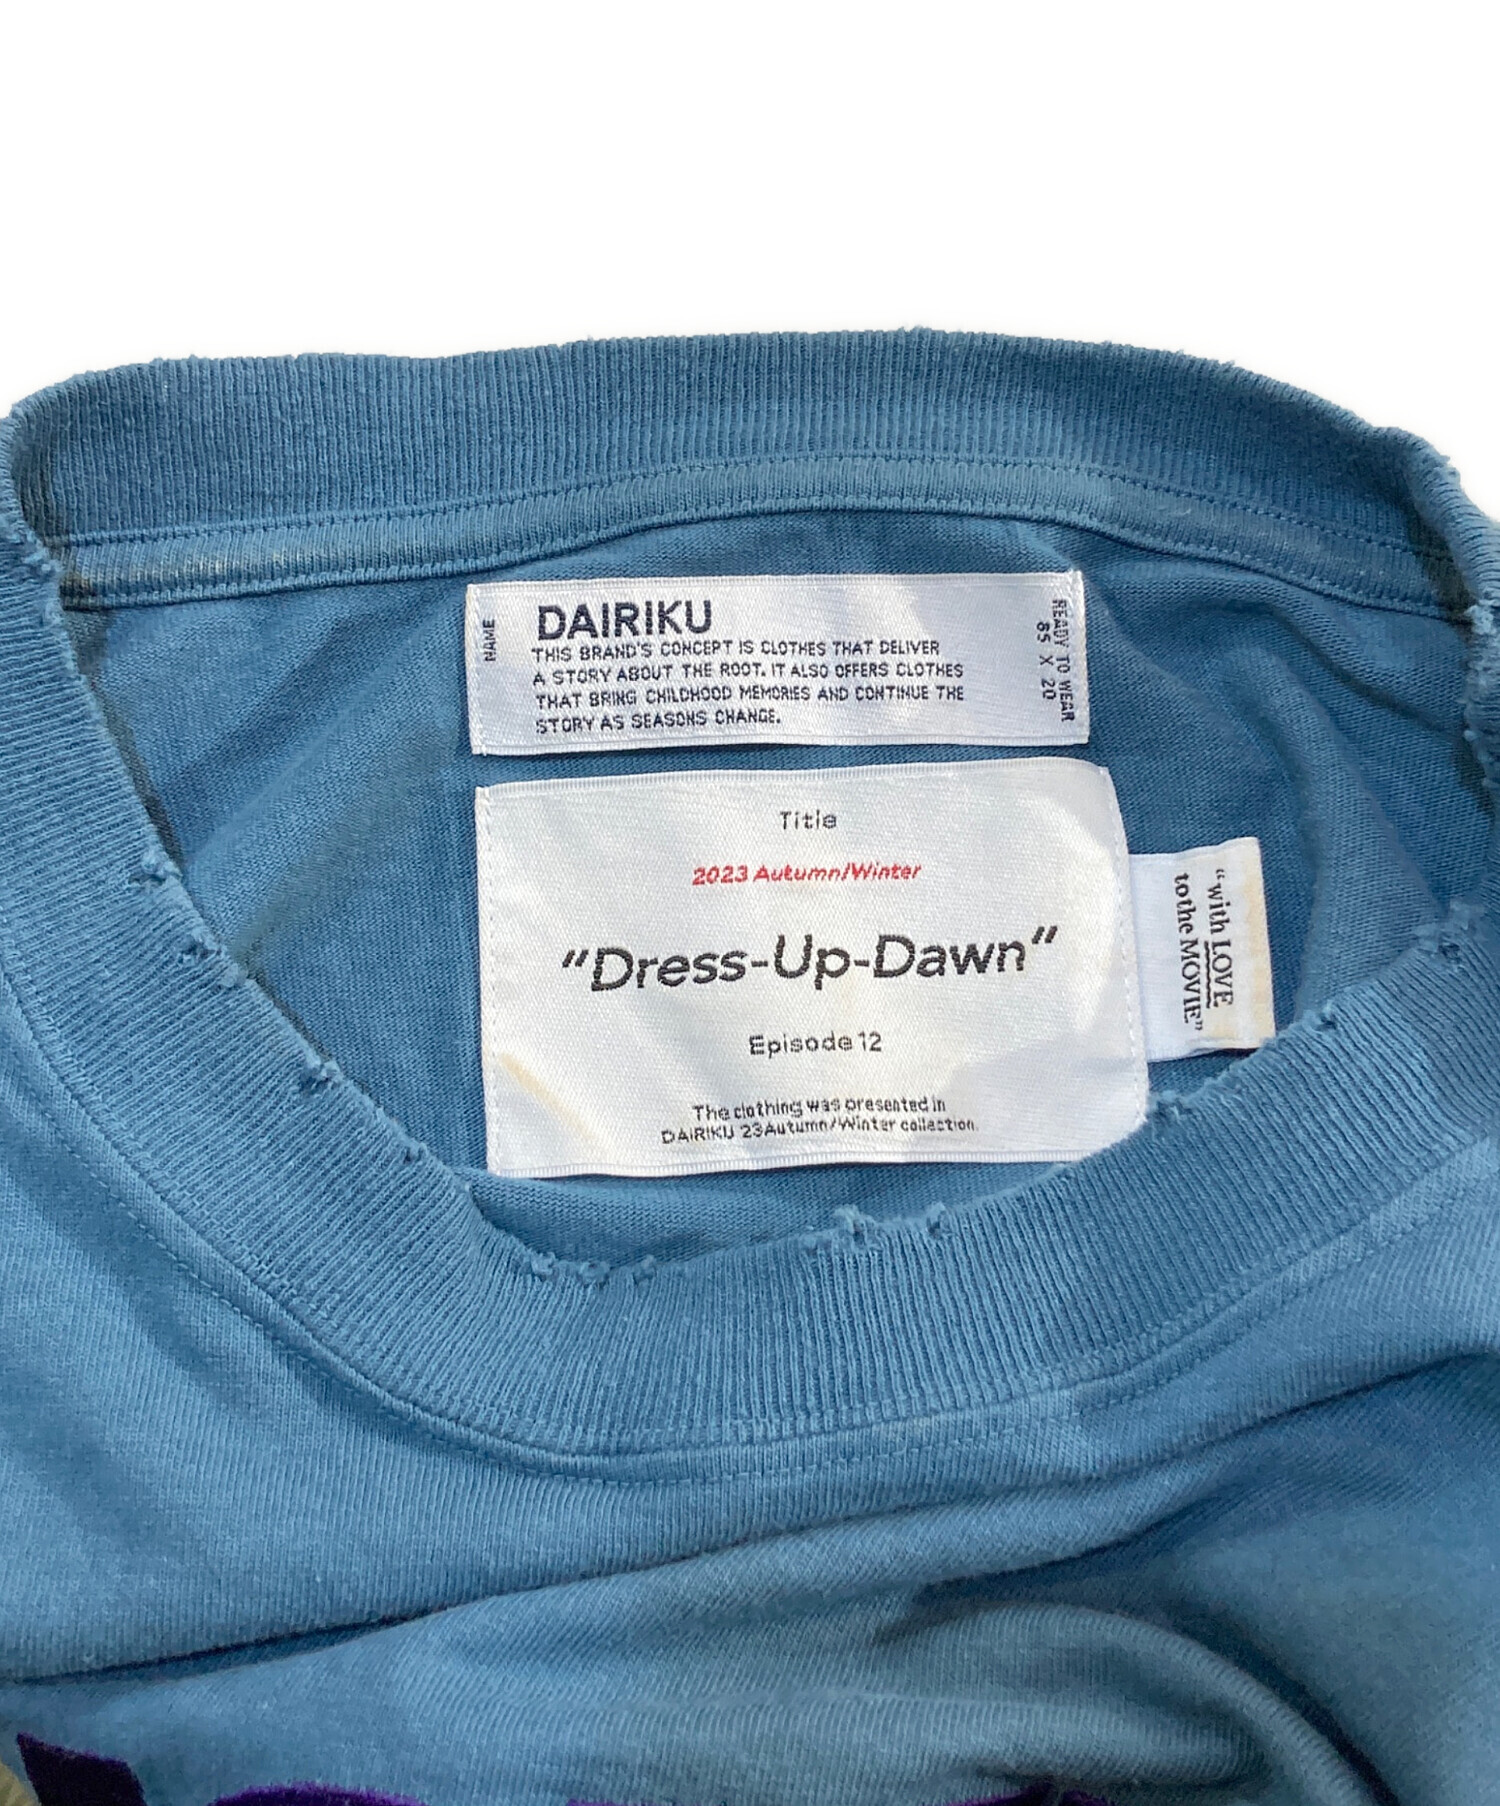 NAME
DAIRIKU
THIS BRAND'S CONCEPT IS CLOTHES THAT DELIVER
A STORY ABOUT THE ROOT. IT ALSO OFFERS CLOTHES
THAT BRING CHILDHOOD MEMORIES AND CONTINUE THE
STORY AS SEASONS CHANGE.
READY TO WEAR
85 X 20
Title
2023 Autumn/Winter
"Dress-Up-Dawn"
Episode 12
The clothing was presented in
DAIRIKU 23Autumn/Winter collection.
"with LOVE
to the MOVIE"